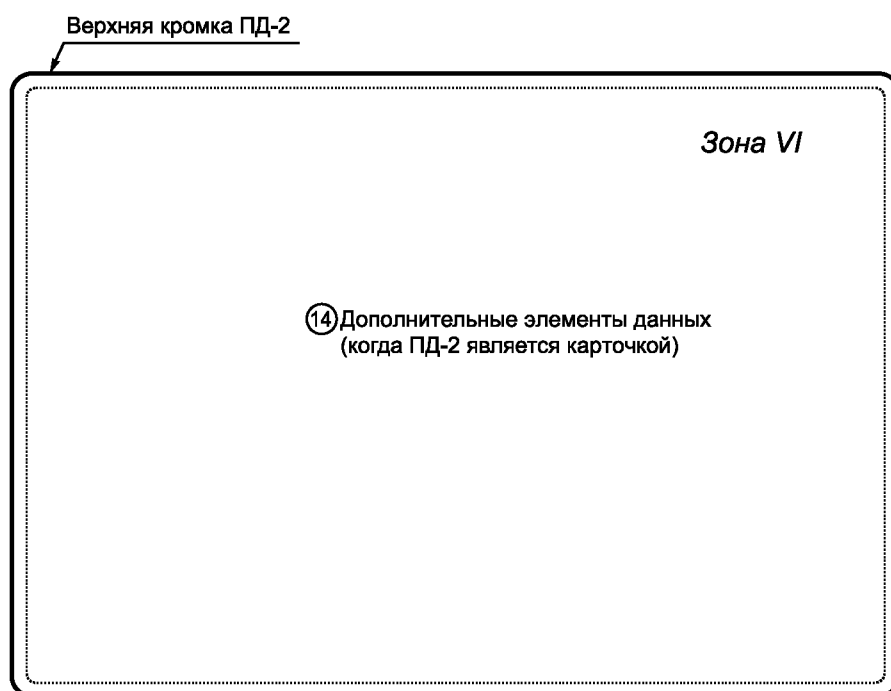 Верхняя кромка ПД-2
Зона VI
14 Дополнительные элементы данных
(когда ПД-2 является карточкой)